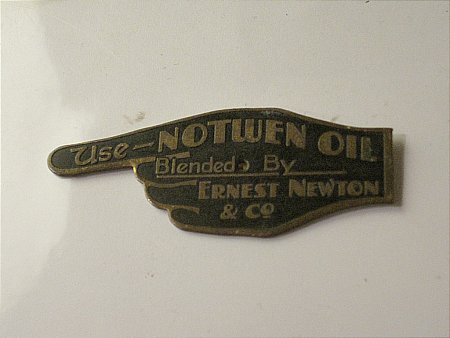 Use - NOTWEN OIL
Blended By
ERNEST NEWTON
& Co